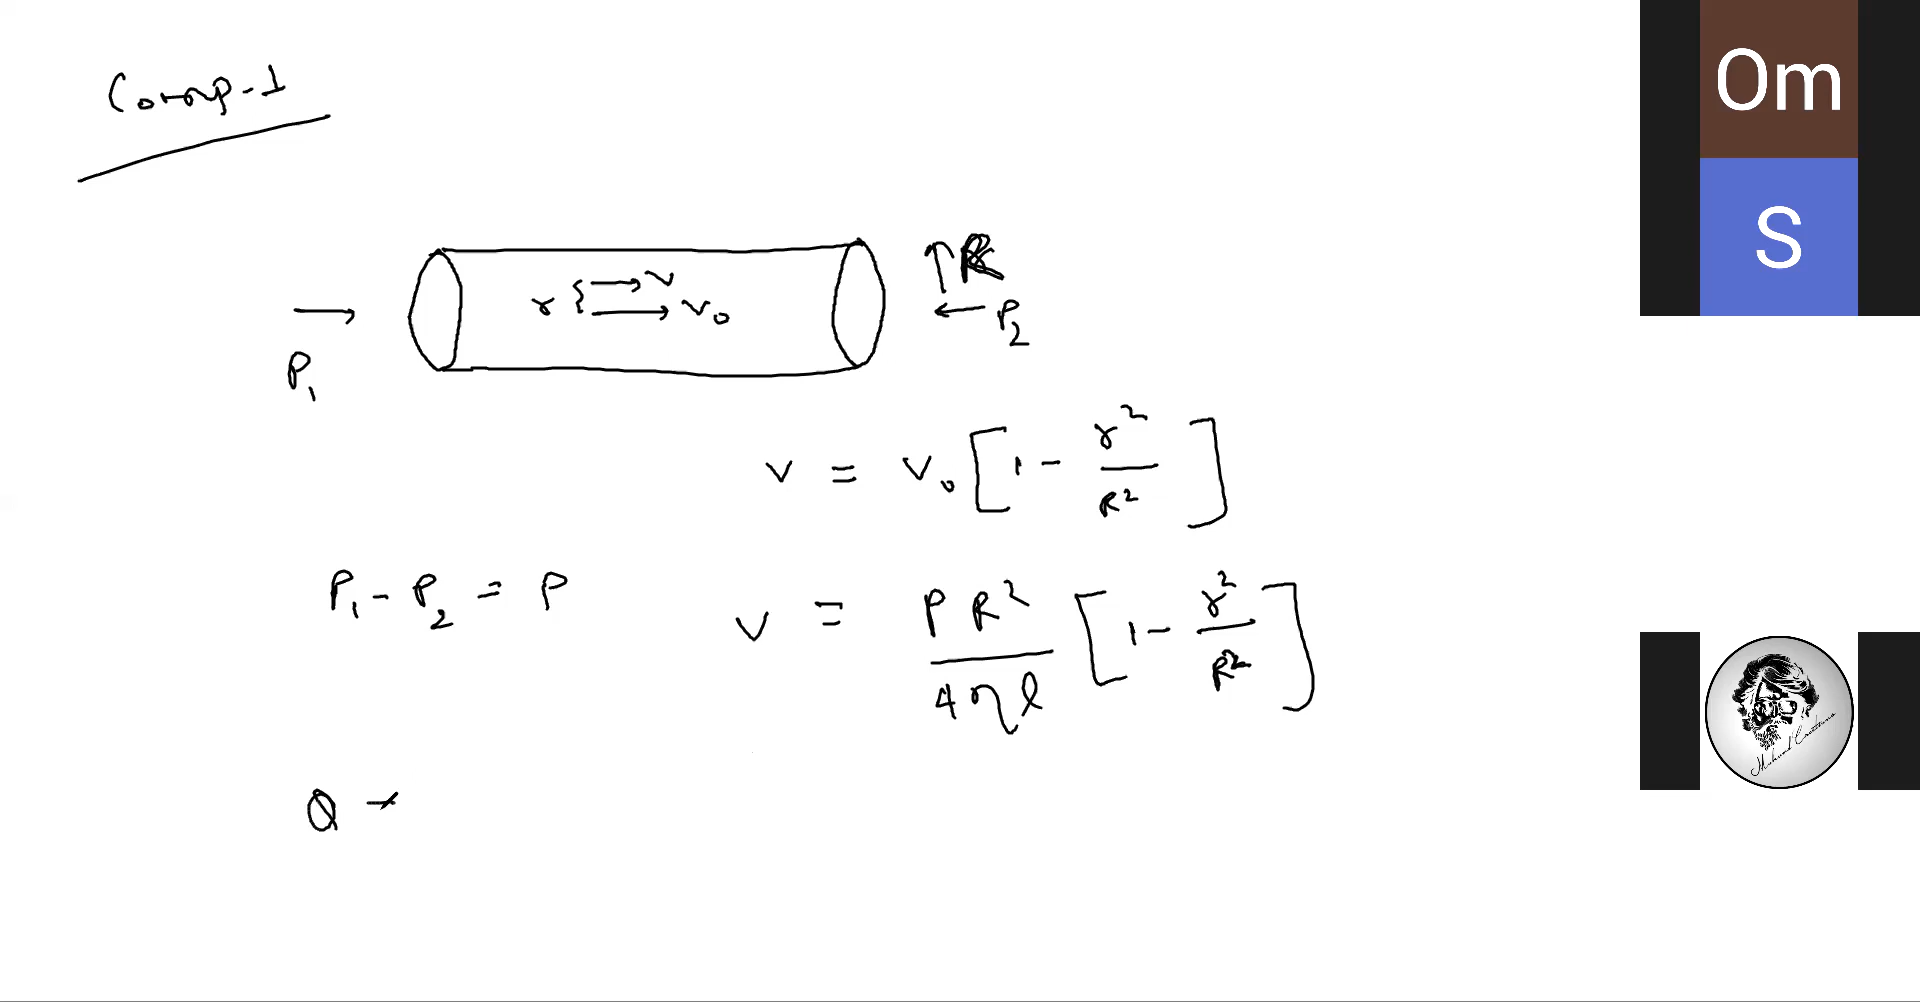 Comp-1
Om
S
R
r v
v₀
P₁
P₂
v = v₀ [1 - r²/R²]
P₁ - P₂ = P
v = PR²/4ηl [1 - r²/R²]
Q →